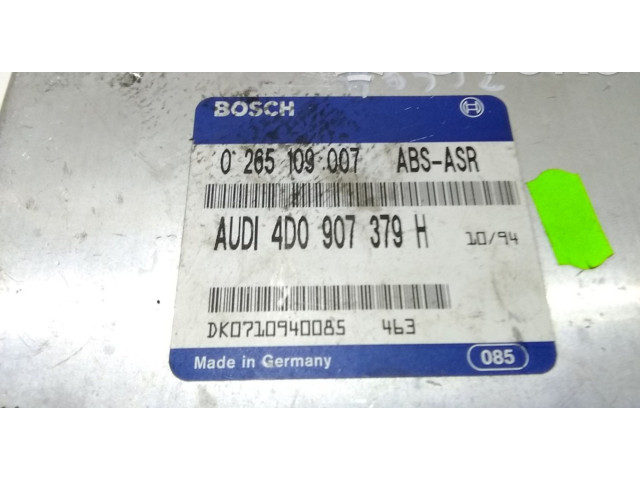 BOSCH
0 265 109 007 ABS-ASR
AUDI 4D0 907 379 H 10/94
DK0710940085 463
Made in Germany 085